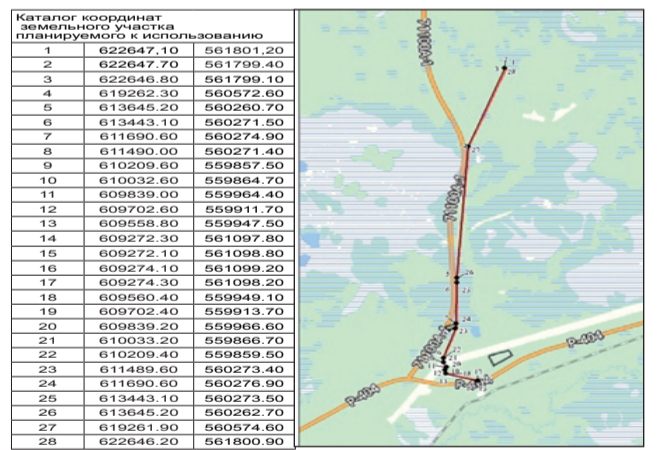 Каталог координат
земельного участка
планируемого к использованию
1 622647,10 561801,20
2 622647.70 561799.40
3 622646.80 561799.10
4 619262.30 560572.60
5 613645.20 560260.70
6 613443.10 560271.50
7 611690.60 560274.90
8 611490.00 560271.40
9 610209.60 559857.50
10 610032.60 559864.70
11 609839.00 559964.40
12 609702.60 559911.70
13 609558.80 559947.50
14 609272.30 561097.80
15 609272.10 561098.80
16 609274.10 561099.20
17 609274.30 561098.20
18 609560.40 559949.10
19 609702.40 559913.70
20 609839.20 559966.60
21 610033.20 559866.70
22 610209.40 559859.50
23 611489.60 560273.40
24 611690.60 560276.90
25 613443.10 560273.50
26 613645.20 560262.70
27 619261.90 560574.60
28 622646.20 561800.90
27
26
23
24
23
22
21
P-404
P-404